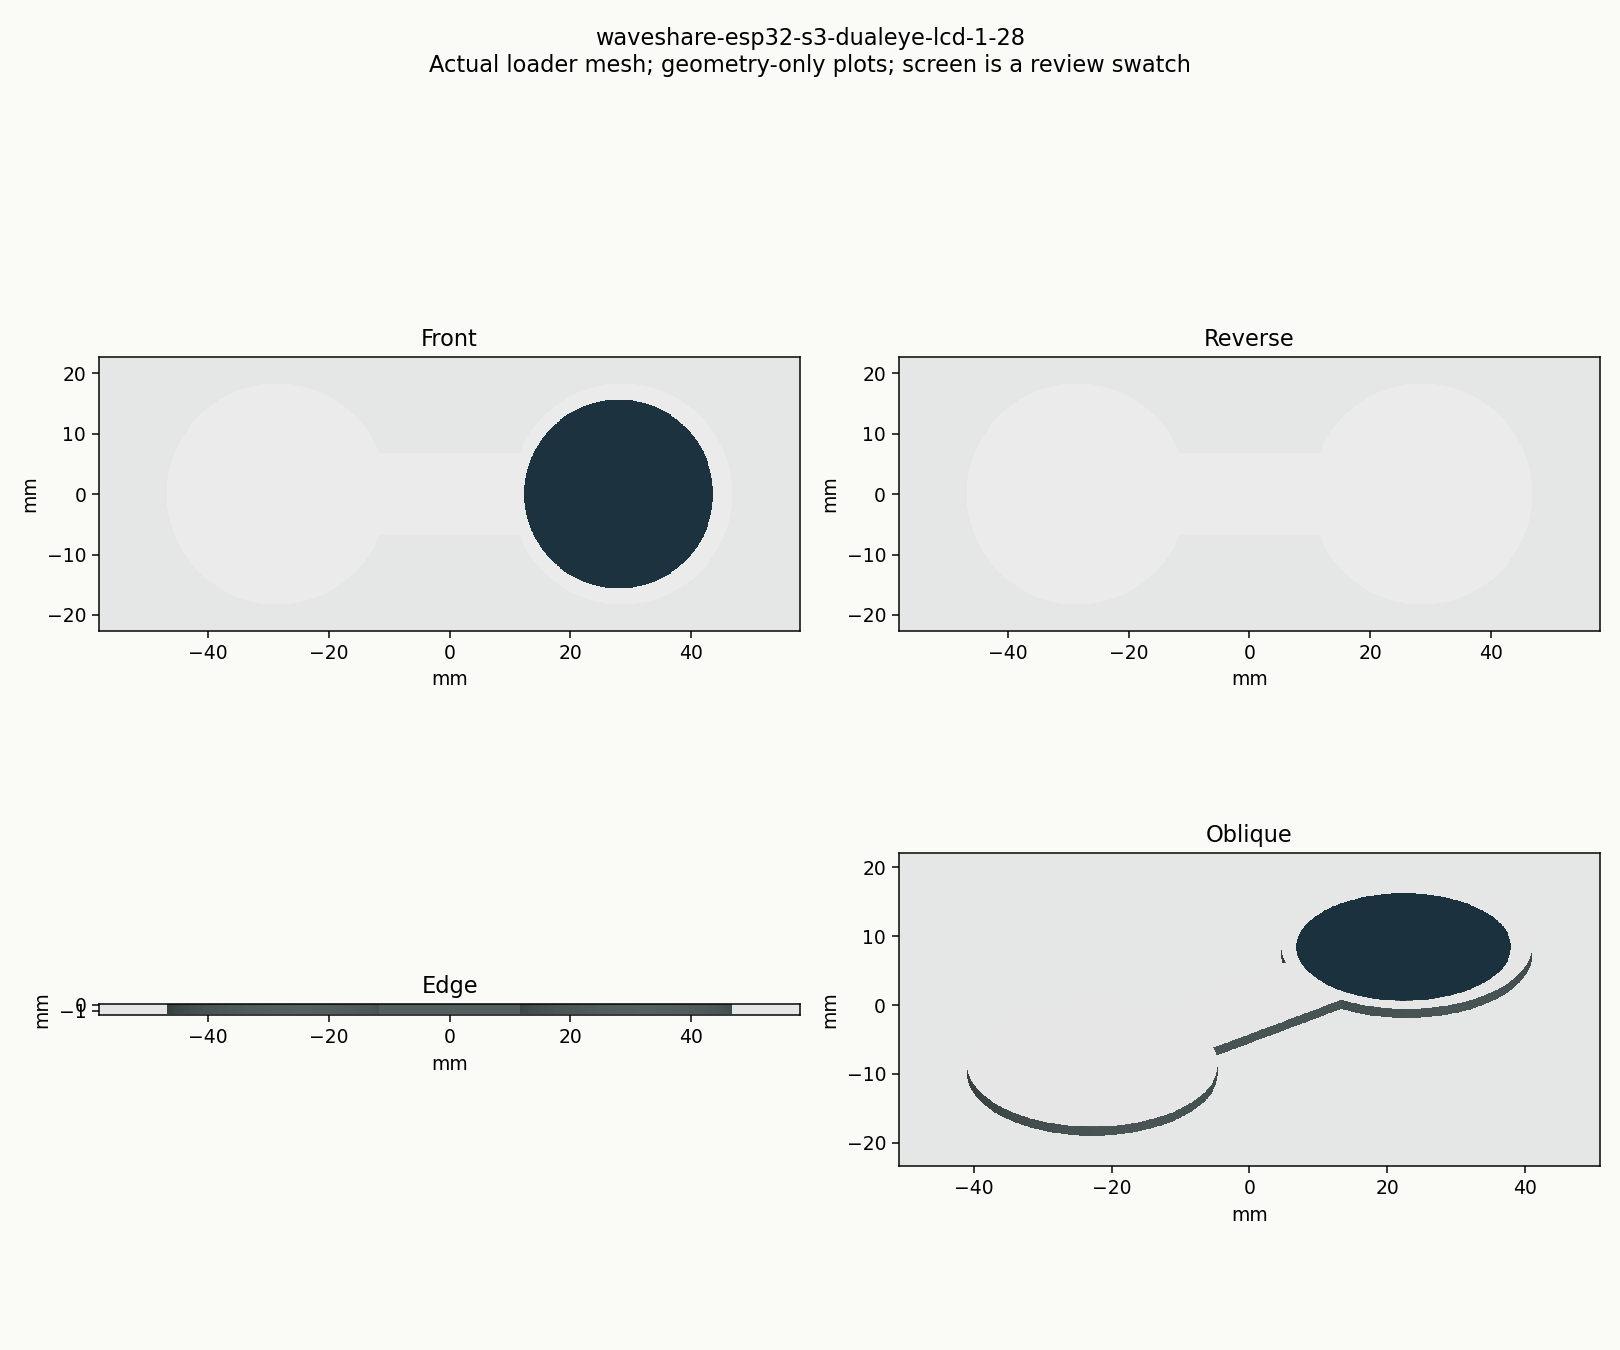 waveshare-esp32-s3-dualeye-lcd-1-28
Actual loader mesh; geometry-only plots; screen is a review swatch
Front
20
10
0
−10
−20
mm
−40 −20 0 20 40
mm
Reverse
20
10
0
−10
−20
mm
−40 −20 0 20 40
mm
Edge
0
−1
mm
−40 −20 0 20 40
mm
Oblique
20
10
0
−10
−20
mm
−40 −20 0 20 40
mm